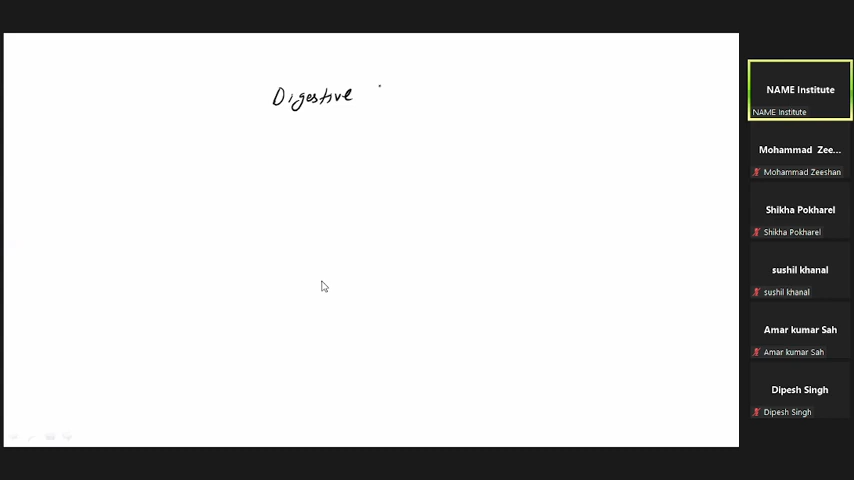 Digestive
NAME Institute
NAME Institute
Mohammad Zee...
Mohammad Zeeshan
Shikha Pokharel
Shikha Pokharel
sushil khanal
sushil khanal
Amar kumar Sah
Amar kumar Sah
Dipesh Singh
Dipesh Singh